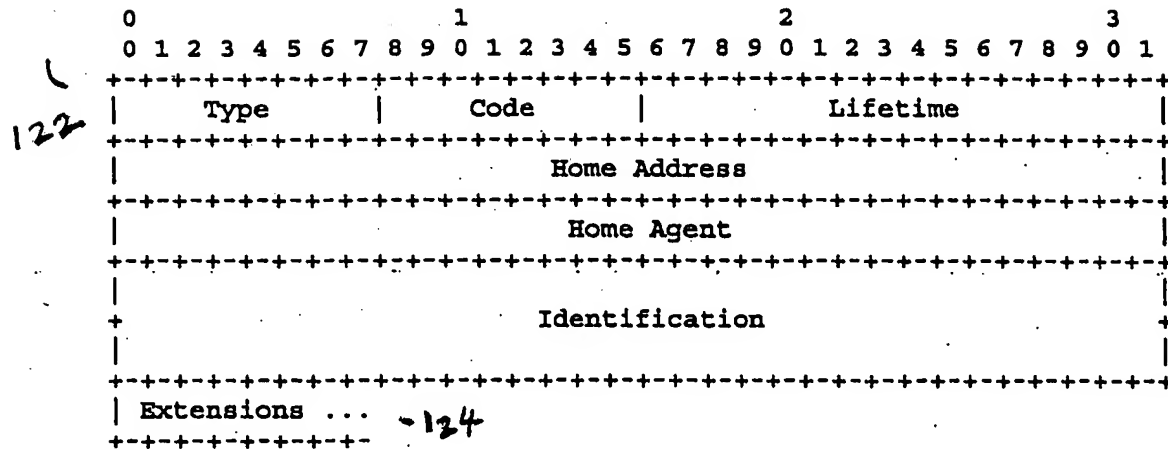 0 1 2 3
0 1 2 3 4 5 6 7 8 9 0 1 2 3 4 5 6 7 8 9 0 1 2 3 4 5 6 7 8 9 0 1
+-+-+-+-+-+-+-+-+-+-+-+-+-+-+-+-+-+-+-+-+-+-+-+-+-+-+-+-+-+-+-+-+
122 | Type | Code | Lifetime |
+-+-+-+-+-+-+-+-+-+-+-+-+-+-+-+-+-+-+-+-+-+-+-+-+-+-+-+-+-+-+-+-+
| Home Address |
+-+-+-+-+-+-+-+-+-+-+-+-+-+-+-+-+-+-+-+-+-+-+-+-+-+-+-+-+-+-+-+-+
| Home Agent |
+-+-+-+-+-+-+-+-+-+-+-+-+-+-+-+-+-+-+-+-+-+-+-+-+-+-+-+-+-+-+-+-+
| |
+ Identification +
| |
+-+-+-+-+-+-+-+-+-+-+-+-+-+-+-+-+-+-+-+-+-+-+-+-+-+-+-+-+-+-+-+-+
| Extensions ... -124
+-+-+-+-+-+-+-+-